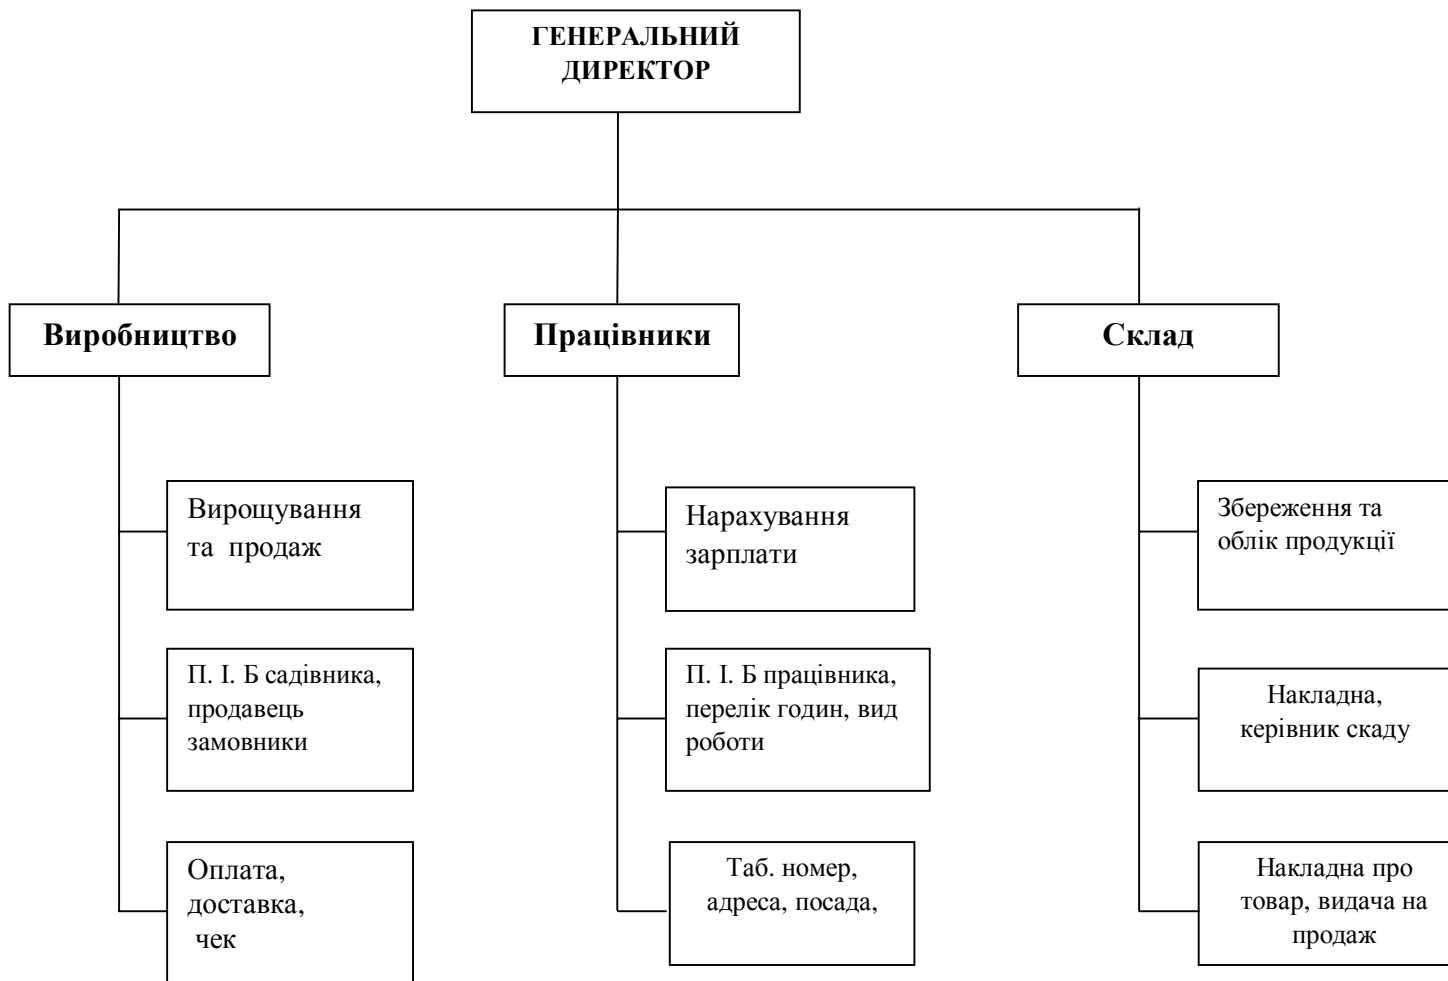 ГЕНЕРАЛЬНИЙ
ДИРЕКТОР
Виробництво
Працівники
Склад
Вирощування
та продаж
Нарахування
зарплати
Збереження та
облік продукції
П. І. Б садівника,
продавець
замовники
П. І. Б працівника,
перелік годин, вид
роботи
Накладна,
керівник скаду
Оплата,
доставка,
чек
Таб. номер,
адреса, посада,
Накладна про
товар, видача на
продаж